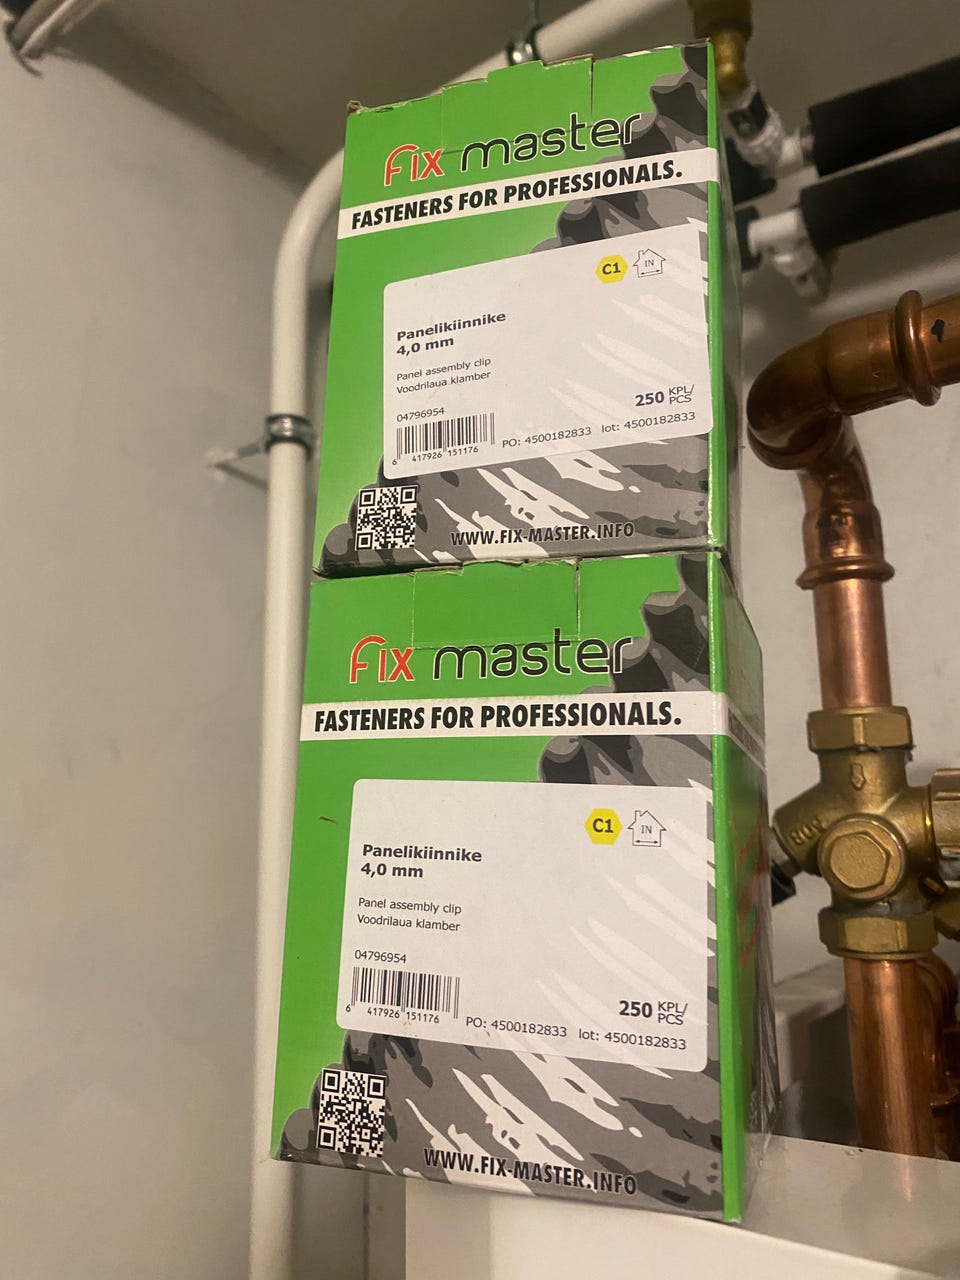 Fix master
FASTENERS FOR PROFESSIONALS.
C1 IN
Panelikiinnike
4,0 mm
Panel assembly clip
Voodrilaua klamber
04796954
250 KPL/
PCS
6 417926 151176
PO: 4500182833 lot: 4500182833
WWW.FIX-MASTER.INFO
Fix master
FASTENERS FOR PROFESSIONALS.
C1 IN
Panelikiinnike
4,0 mm
Panel assembly clip
Voodrilaua klamber
04796954
250 KPL/
PCS
6 417926 151176
PO: 4500182833 lot: 4500182833
WWW.FIX-MASTER.INFO